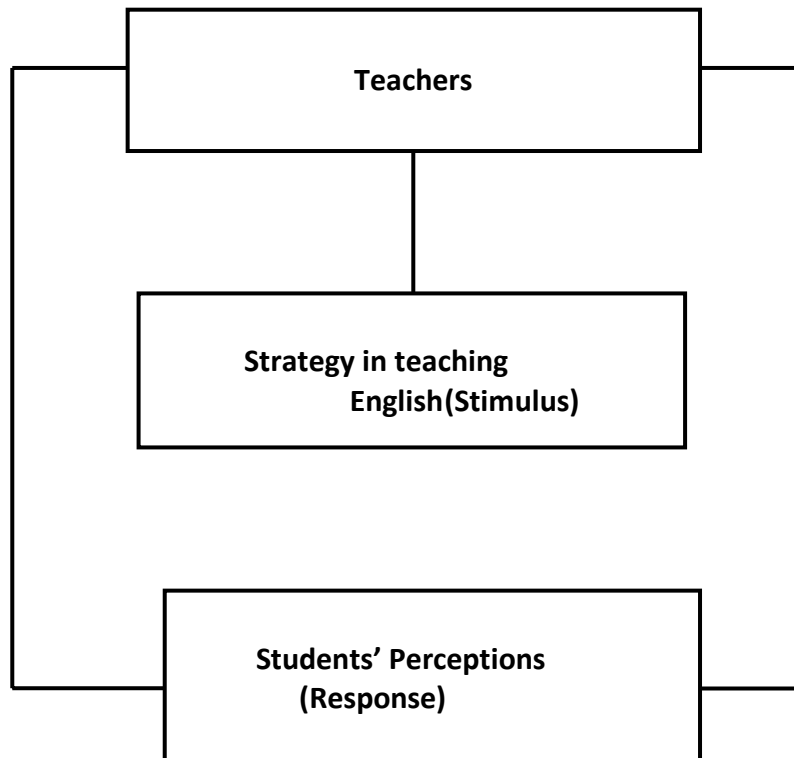 Teachers
Strategy in teaching
English(Stimulus)
Students’ Perceptions
(Response)